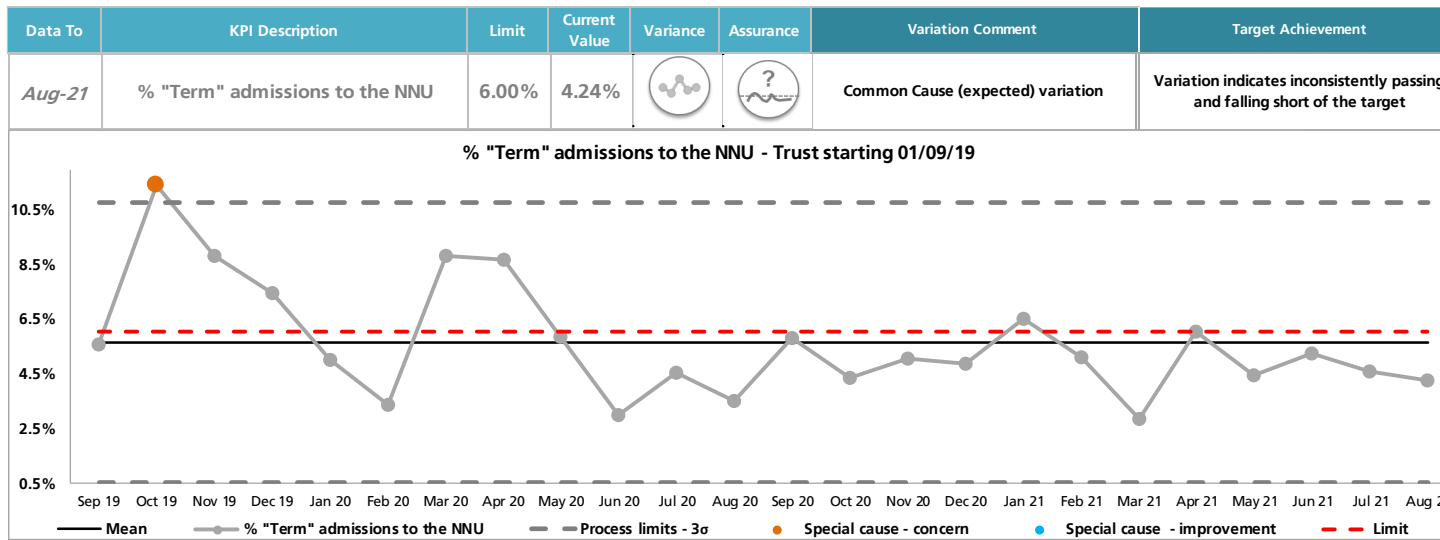 Data To KPI Description Limit Current Value Variance Assurance Variation Comment Target Achievement
Aug-21 % "Term" admissions to the NNU 6.00% 4.24% ? Common Cause (expected) variation Variation indicates inconsistently passing and falling short of the target
% "Term" admissions to the NNU - Trust starting 01/09/19
10.5%
8.5%
6.5%
4.5%
2.5%
0.5%
Sep 19 Oct 19 Nov 19 Dec 19 Jan 20 Feb 20 Mar 20 Apr 20 May 20 Jun 20 Jul 20 Aug 20 Sep 20 Oct 20 Nov 20 Dec 20 Jan 21 Feb 21 Mar 21 Apr 21 May 21 Jun 21 Jul 21 Aug 2
Mean % "Term" admissions to the NNU Process limits - 3σ Special cause - concern Special cause - improvement Limit